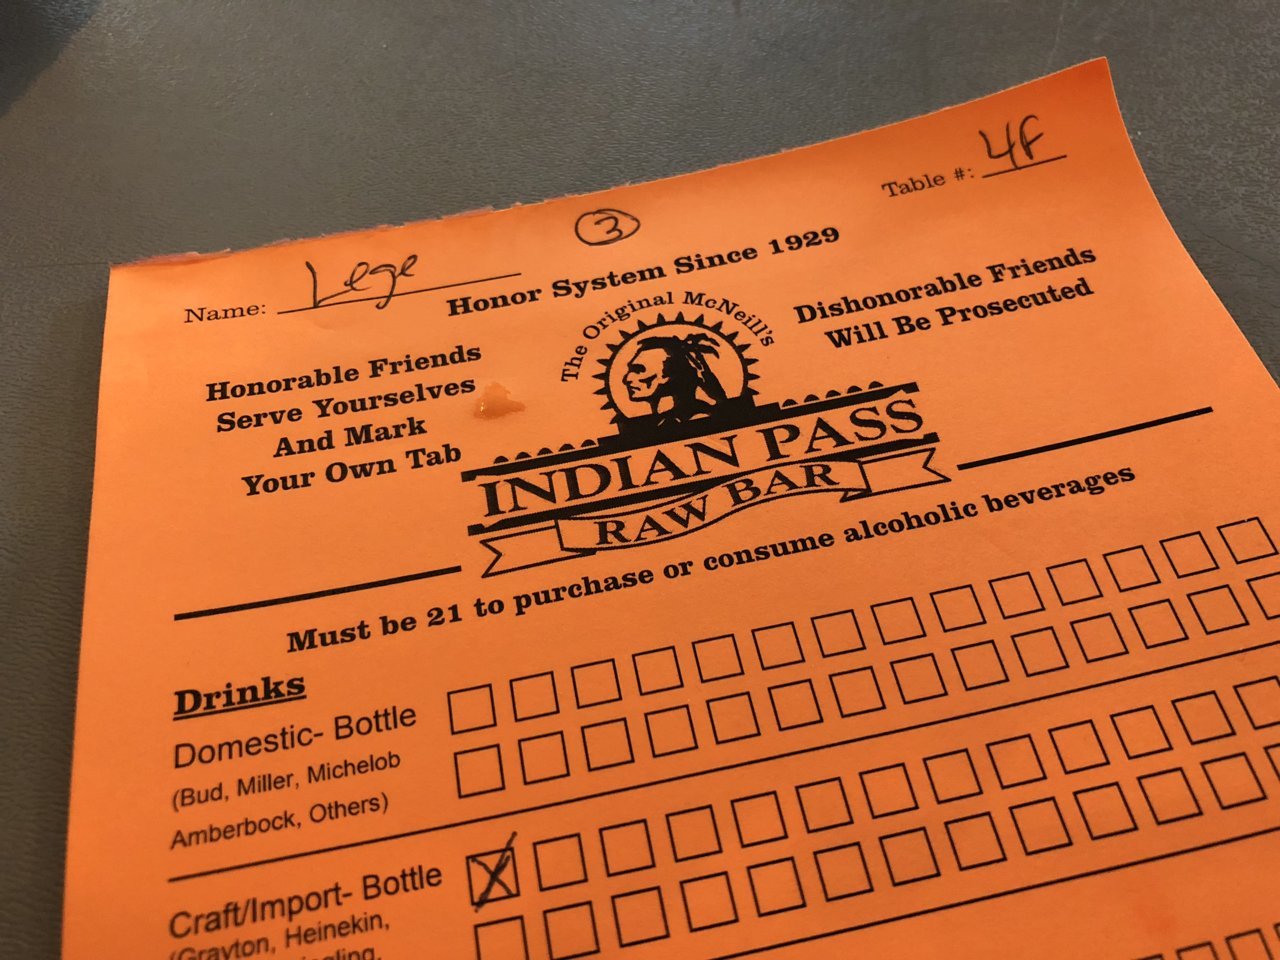 4F
Table #:
3
Name: Lege
Honor System Since 1929
Honorable Friends
Serve Yourselves
And Mark
Your Own Tab
The Original McNeill's
INDIAN PASS
RAW BAR
Dishonorable Friends
Will Be Prosecuted
Must be 21 to purchase or consume alcoholic beverages
Drinks
Domestic- Bottle
(Bud, Miller, Michelob
Amberbock, Others)
Craft/Import- Bottle
X
(Grayton, Heinekin,